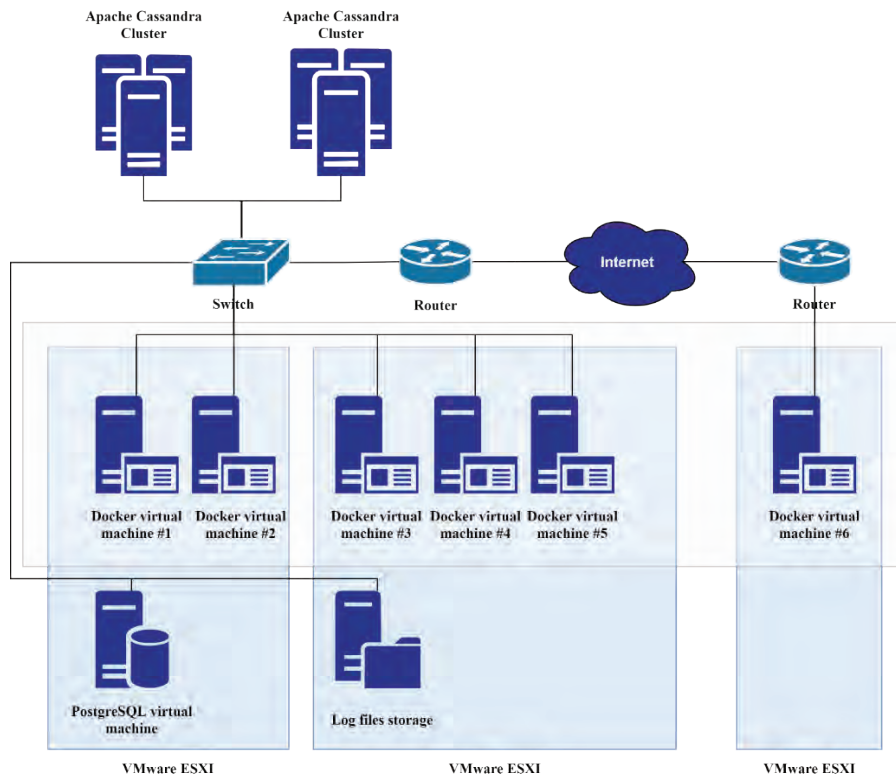 Apache Cassandra
Cluster
Apache Cassandra
Cluster
Internet
Switch
Router
Router
Docker virtual
machine #1
Docker virtual
machine #2
Docker virtual
machine #3
Docker virtual
machine #4
Docker virtual
machine #5
Docker virtual
machine #6
PostgreSQL virtual
machine
Log files storage
VMware ESXI
VMware ESXI
VMware ESXI